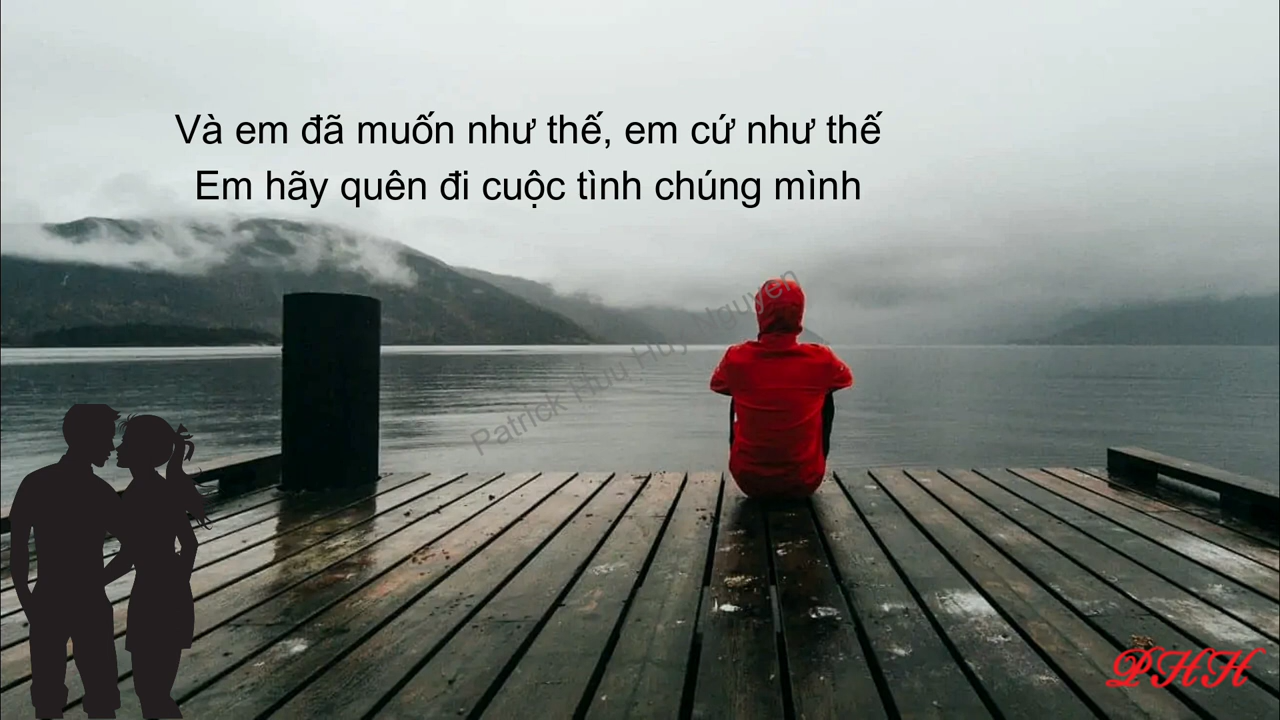 Và em đã muốn như thế, em cứ như thế
Em hãy quên đi cuộc tình chúng mình
Patrick Huu Huy Nguyen
PHH